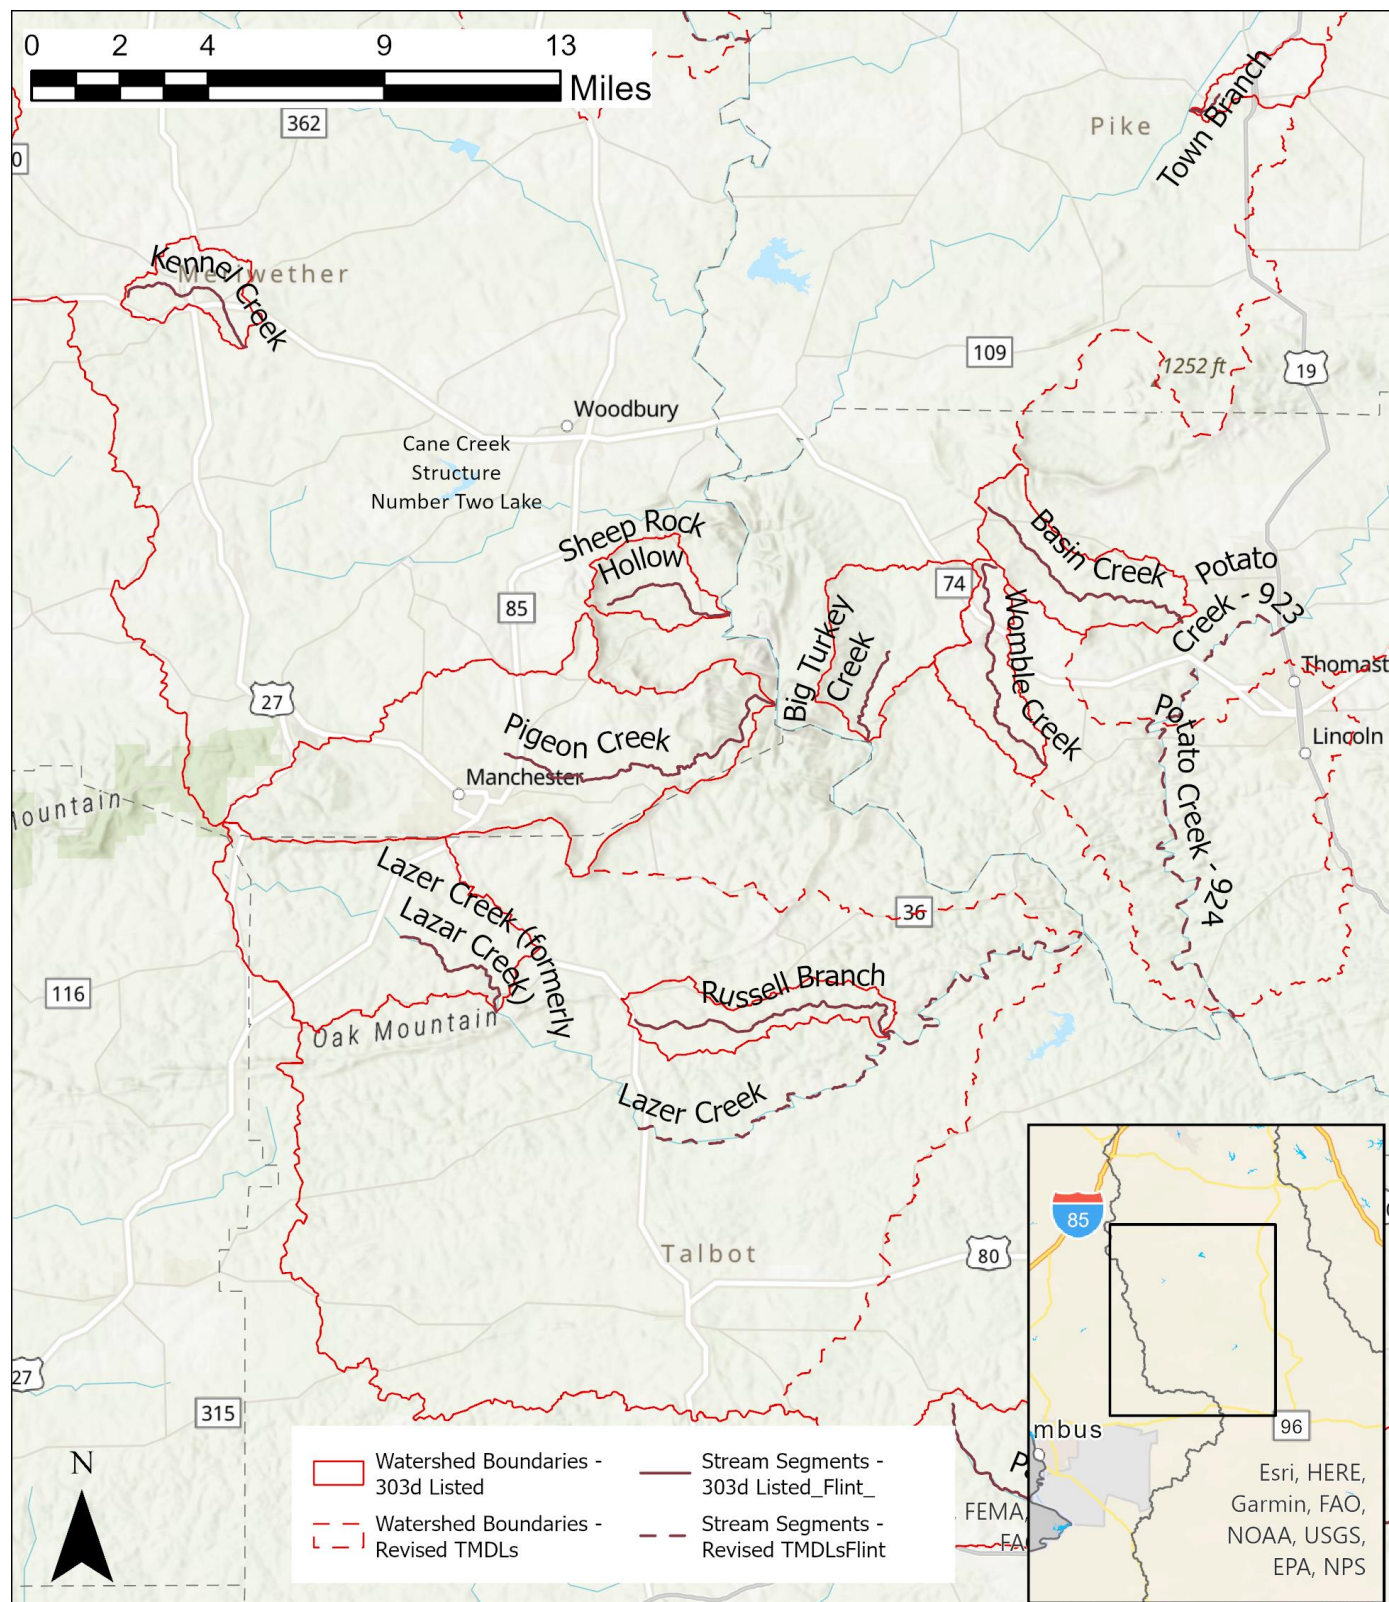 0 2 4 9 13
Miles
362
0
Pike
Town Branch
Kennel Creek
Meriwether
109
1252 ft
19
Woodbury
Cane Creek
Structure
Number Two Lake
Sheep Rock
Hollow
85
74
Basin Creek
Potato
Creek - 923
Womble Creek
Big Turkey
Creek
Thomast
27
Pigeon Creek
Potato Creek - 924
Lincoln
Manchester
Mountain
Lazer Creek (formerly
Lazar Creek)
36
116
Russell Branch
Oak Mountain
Lazer Creek
Talbot
80
85
27
315
96
mbus
N
Watershed Boundaries -
303d Listed
Watershed Boundaries -
Revised TMDLs
Stream Segments -
303d Listed_Flint_
Stream Segments -
Revised TMDLsFlint
, FEMA,
FA
Esri, HERE,
Garmin, FAO,
NOAA, USGS,
EPA, NPS